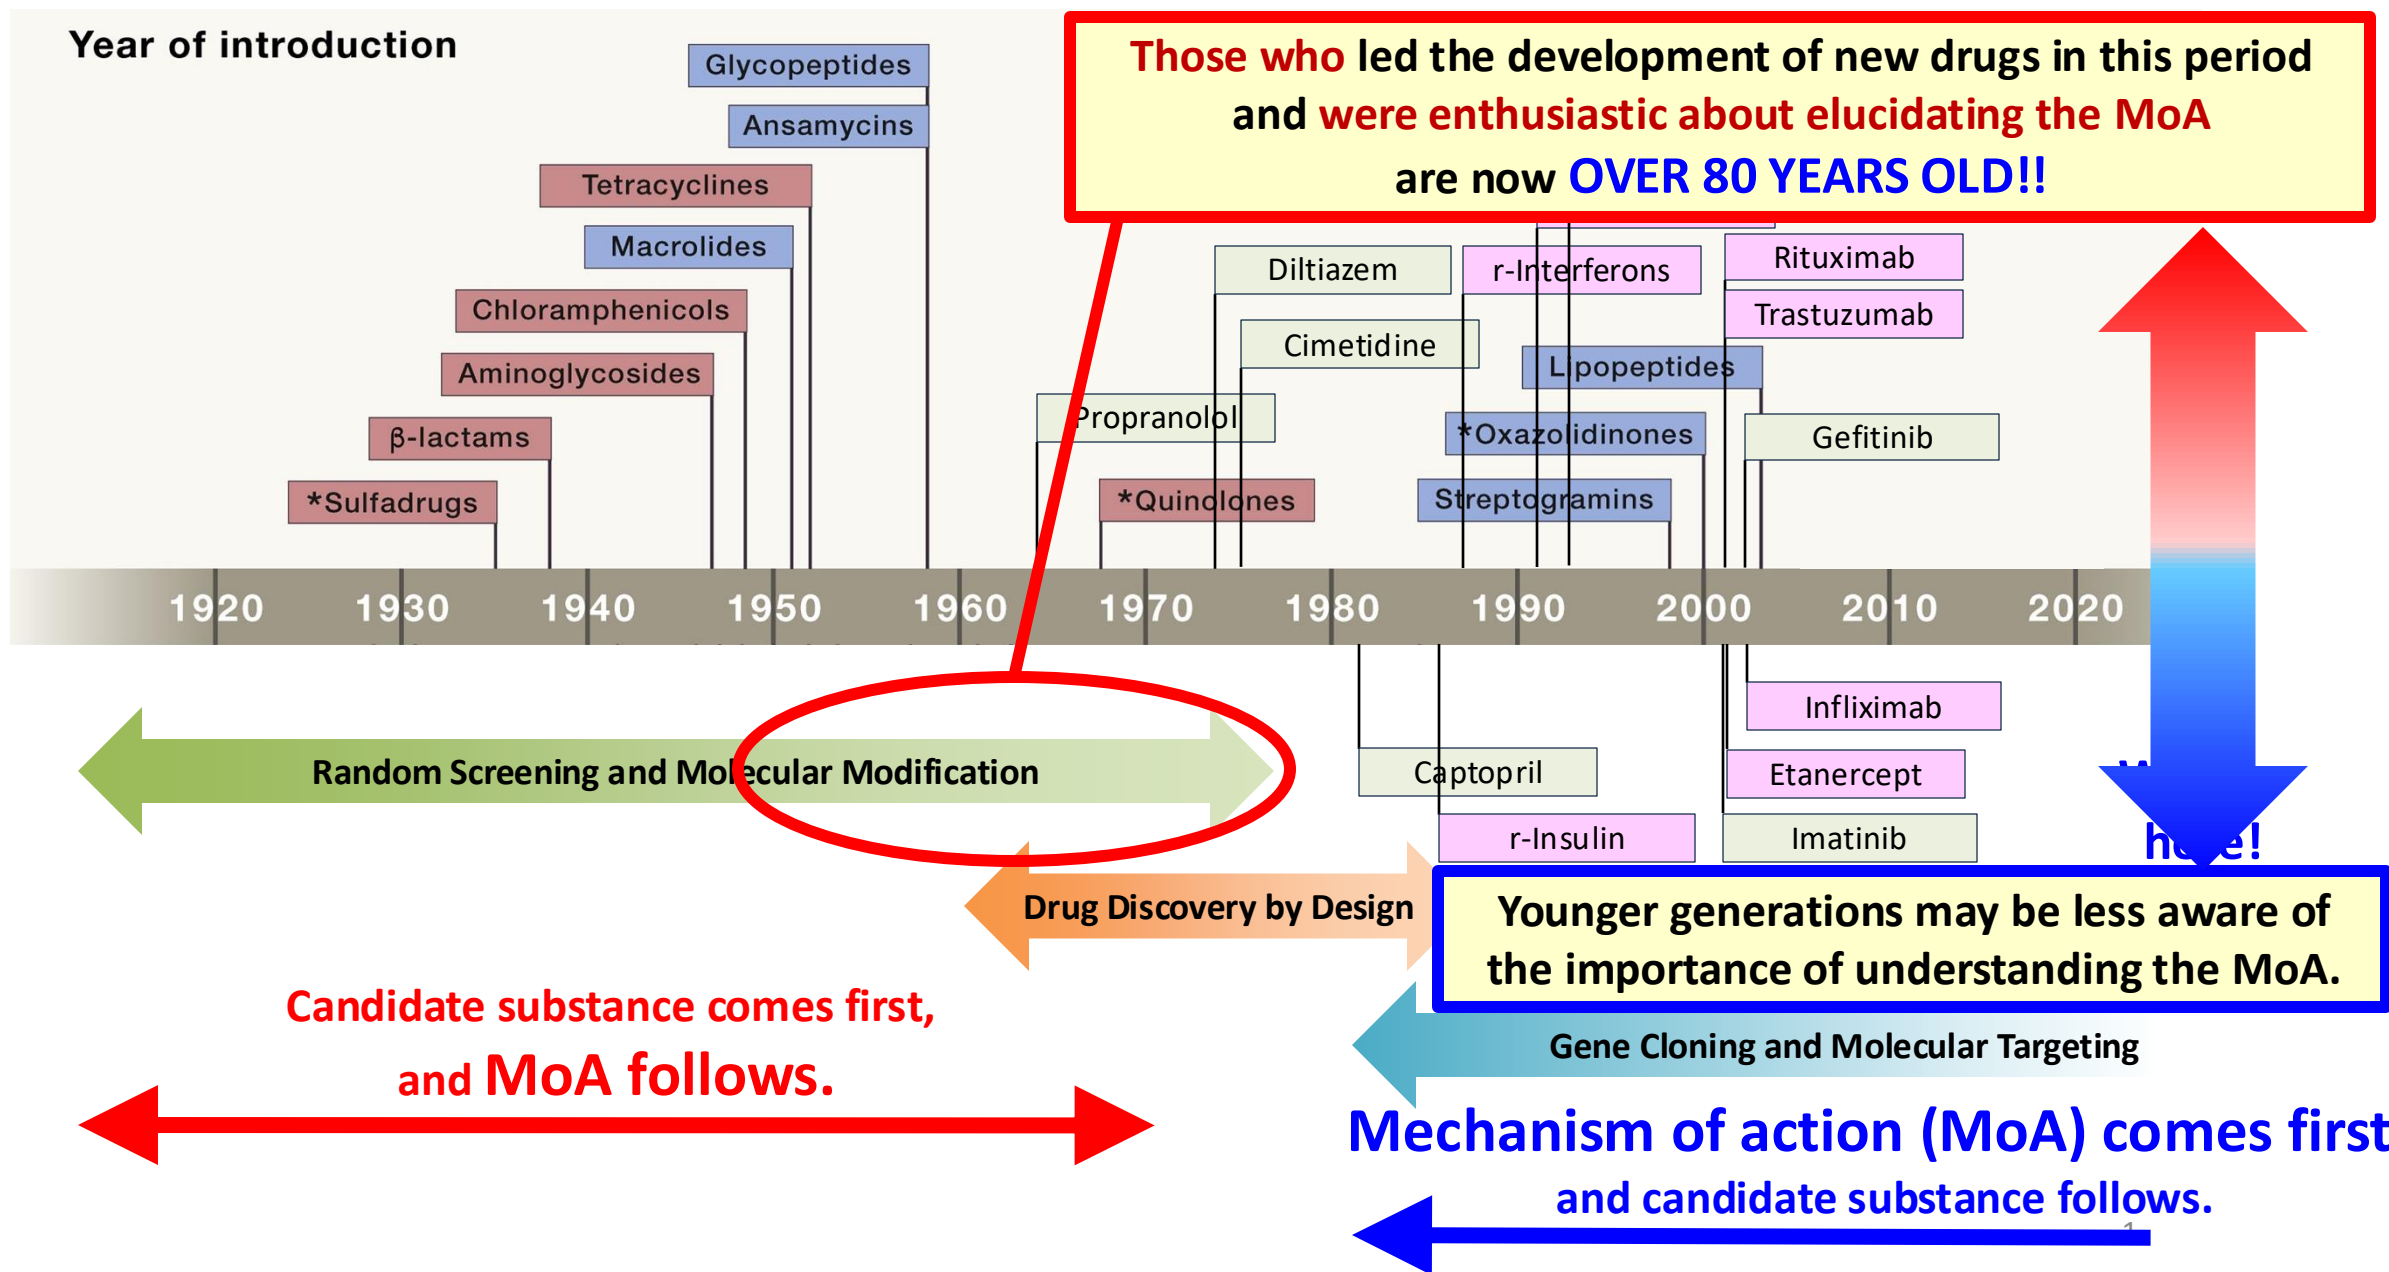 Year of introduction
Those who led the development of new drugs in this period
and were enthusiastic about elucidating the MoA
are now OVER 80 YEARS OLD!!
Glycopeptides
Ansamycins
Tetracyclines
Macrolides
Chloramphenicols
Aminoglycosides
β-lactams
*Sulfadrugs
Propranolol
*Quinolones
Diltiazem
Cimetidine
r-Interferons
Rituximab
Trastuzumab
Lipopeptides
*Oxazolidinones
Gefitinib
Streptogramins
1920 1930 1940 1950 1960 1970 1980 1990 2000 2010 2020
Infliximab
Captopril
Etanercept
r-Insulin
Imatinib
Random Screening and Molecular Modification
Drug Discovery by Design
Younger generations may be less aware of
the importance of understanding the MoA.
Candidate substance comes first,
and MoA follows.
Gene Cloning and Molecular Targeting
Mechanism of action (MoA) comes first
and candidate substance follows.